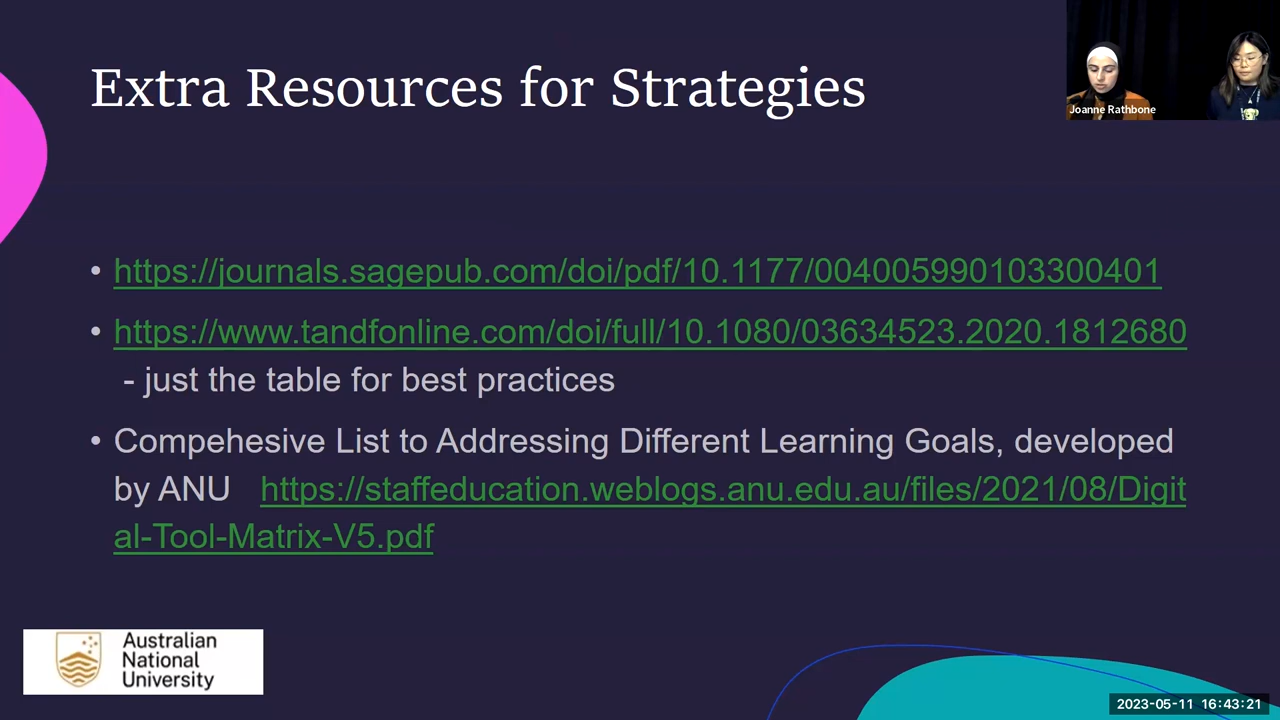 Extra Resources for Strategies
Joanne Rathbone
• https://journals.sagepub.com/doi/pdf/10.1177/004005990103300401
• https://www.tandfonline.com/doi/full/10.1080/03634523.2020.1812680
- just the table for best practices
• Compehesive List to Addressing Different Learning Goals, developed
by ANU https://staffeducation.weblogs.anu.edu.au/files/2021/08/Digit
al-Tool-Matrix-V5.pdf
Australian
National
University
2023-05-11 16:43:21